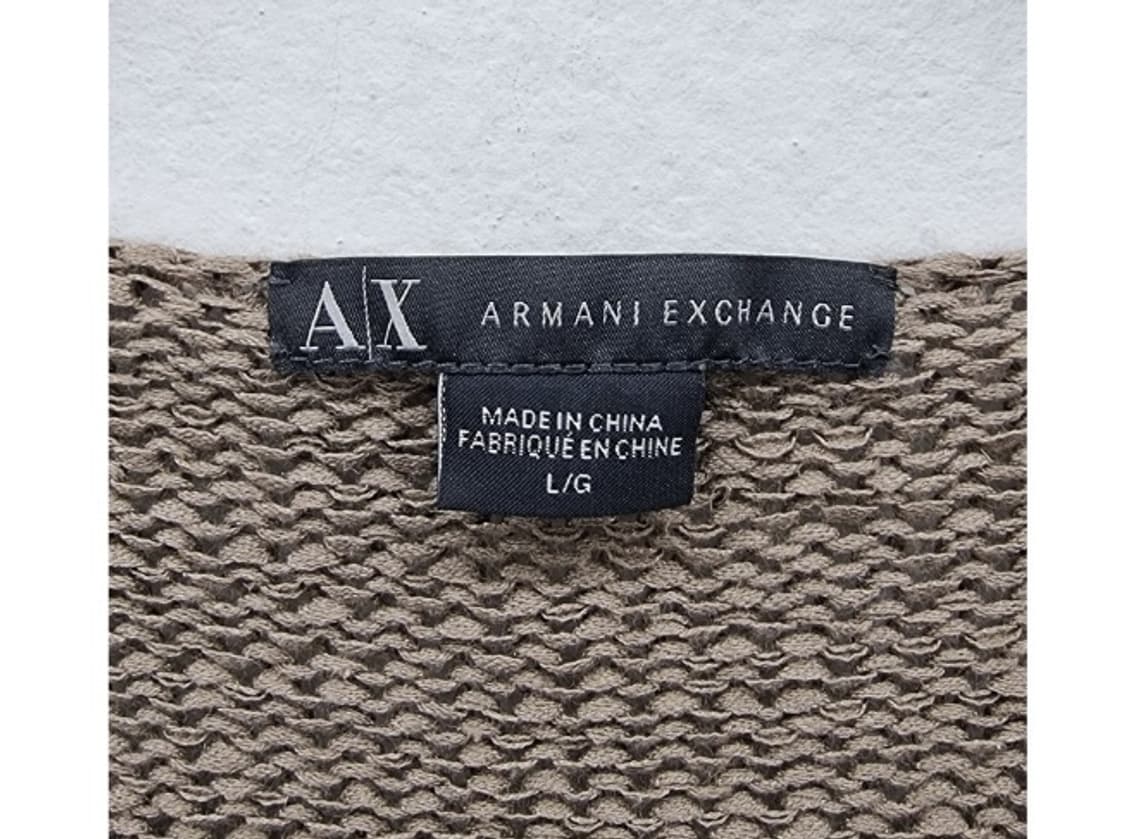 A|X ARMANI EXCHANGE
MADE IN CHINA
FABRIQUÉ EN CHINE
L/G